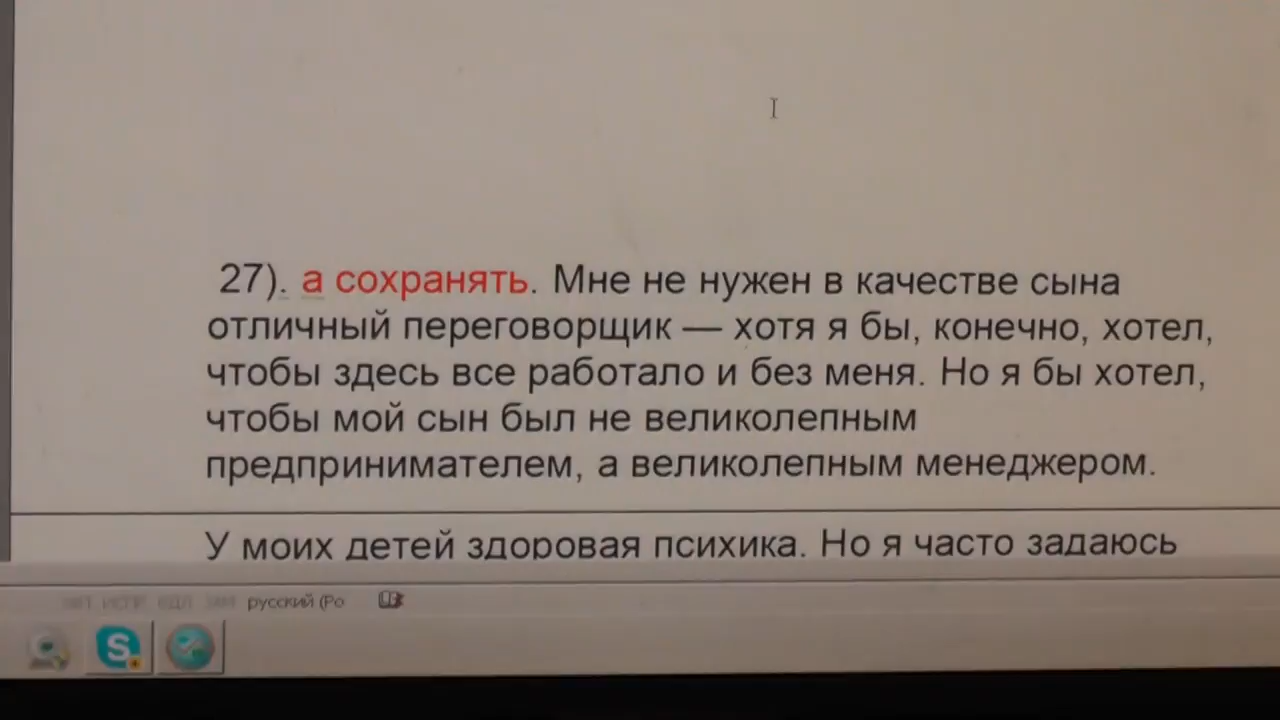 27). а сохранять. Мне не нужен в качестве сына
отличный переговорщик — хотя я бы, конечно, хотел,
чтобы здесь все работало и без меня. Но я бы хотел,
чтобы мой сын был не великолепным
предпринимателем, а великолепным менеджером.
У моих детей здоровая психика. Но я часто задаюсь
русский (Ро
S